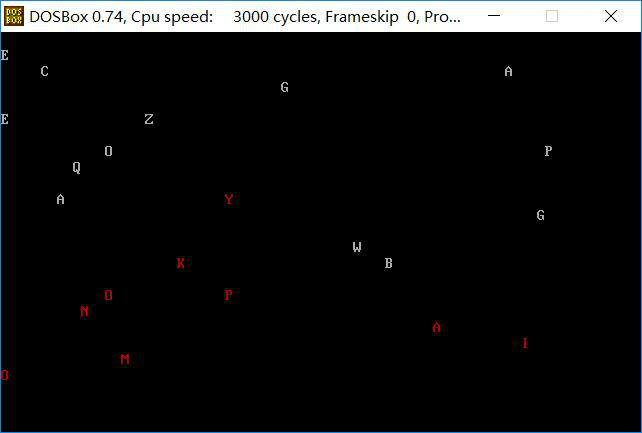 DOSBox 0.74, Cpu speed: 3000 cycles, Frameskip 0, Pro...
E
C A
G
E Z
O P
Q
A Y
G
W
K B
O P
N
A
I
M
O